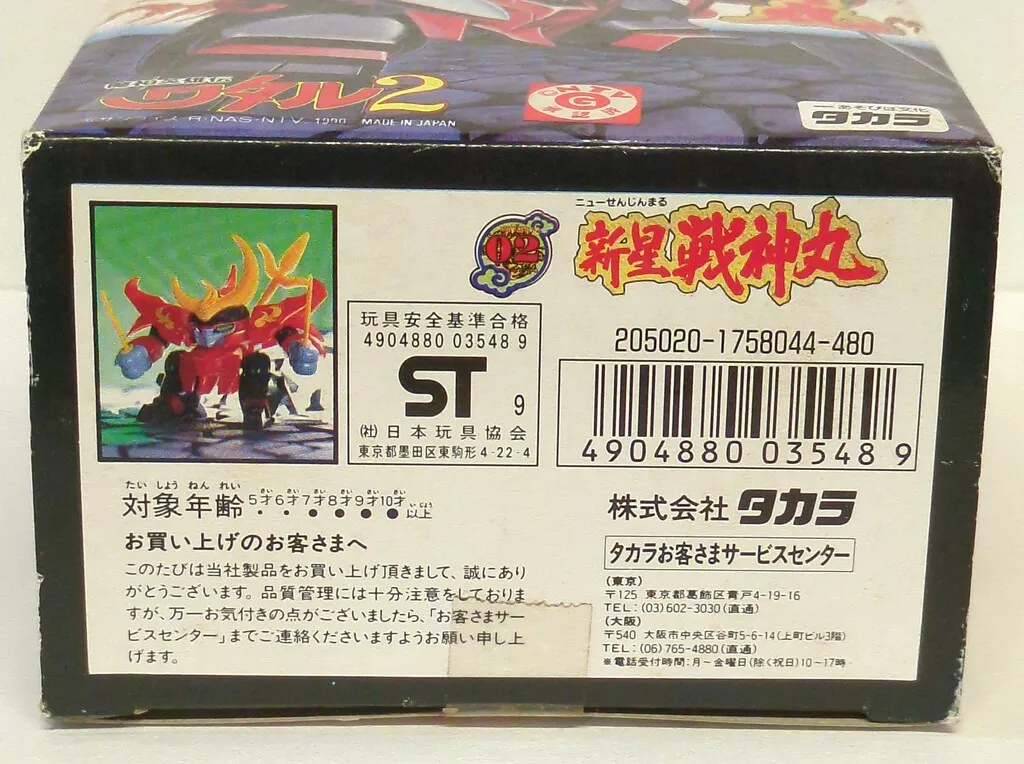 ワタル2
R·NAS·NTV 1990 MADE IN JAPAN
NTV
G
承認済
あそびは文化
タカラ
02
ニューせんじんまる
新星戦神丸
205020-1758044-480
4904880 03548 9
玩具安全基準合格
4904880 03548 9
ST 9
(社)日本玩具協会
東京都墨田区東駒形4-22-4
たいしょうねんれい
対象年齢 5才6才7才8才9才10才以上
お買い上げのお客さまへ
このたびは当社製品をお買い上げ頂きまして、誠にあり
がとうございます。品質管理には十分注意をしておりま
すが、万一お気付きの点がございましたら、「お客さまサー
ビスセンター」までご連絡くださいますようお願い申し上
げます。
株式会社タカラ
タカラお客さまサービスセンター
(東京)
〒125 東京都葛飾区青戸4-19-16
TEL:(03)602-3030(直通)
(大阪)
〒540 大阪市中央区谷町5-6-14(上町ビル3階)
TEL:(06)765-4880(直通)
※電話受付時間:月~金曜日(除く祝日)10~17時